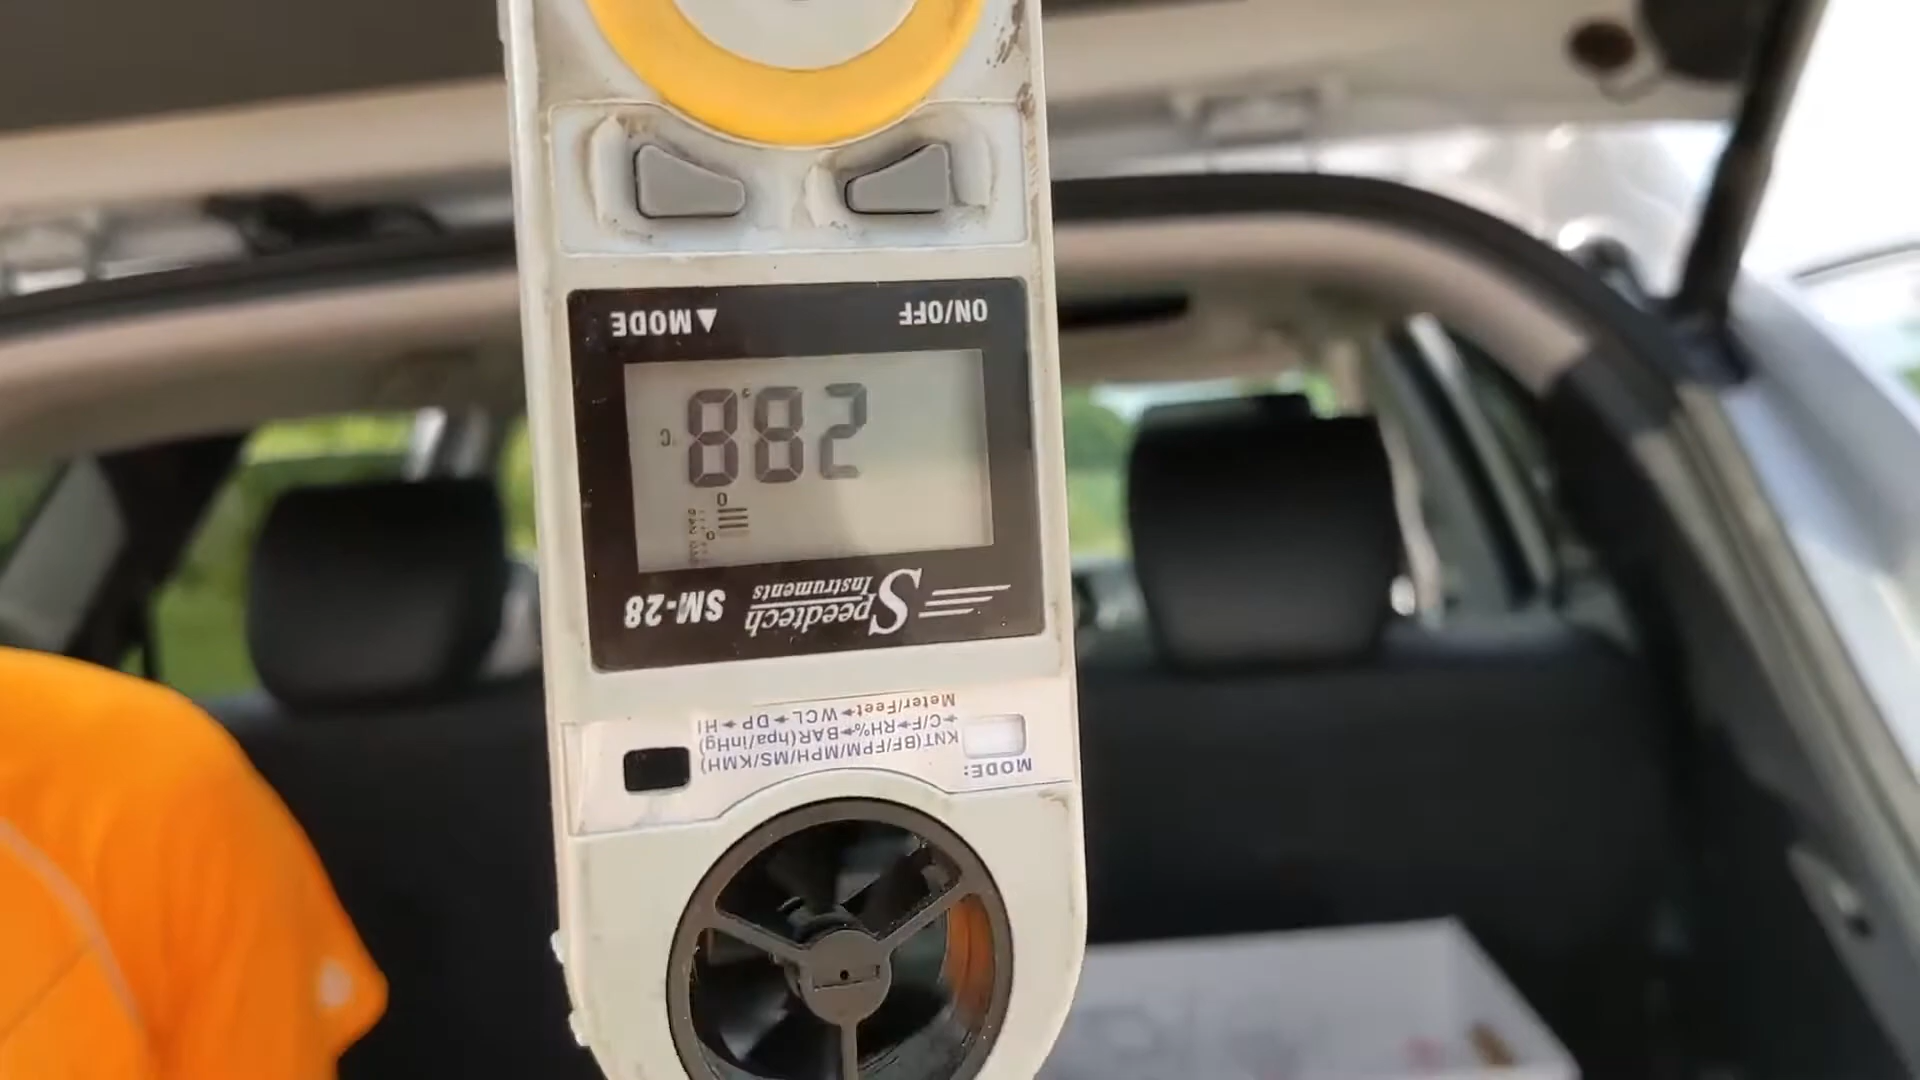 MODE:
KNT(BF/FPM/MPH/MS/KMH)
➔C/F➔RH%➔BAR(hpa/inHg)
Meter/Feet➔WCL➔DP➔HI
Speedtech
Instruments
SM-28
0
28.8 °C
ON/OFF
▼MODE